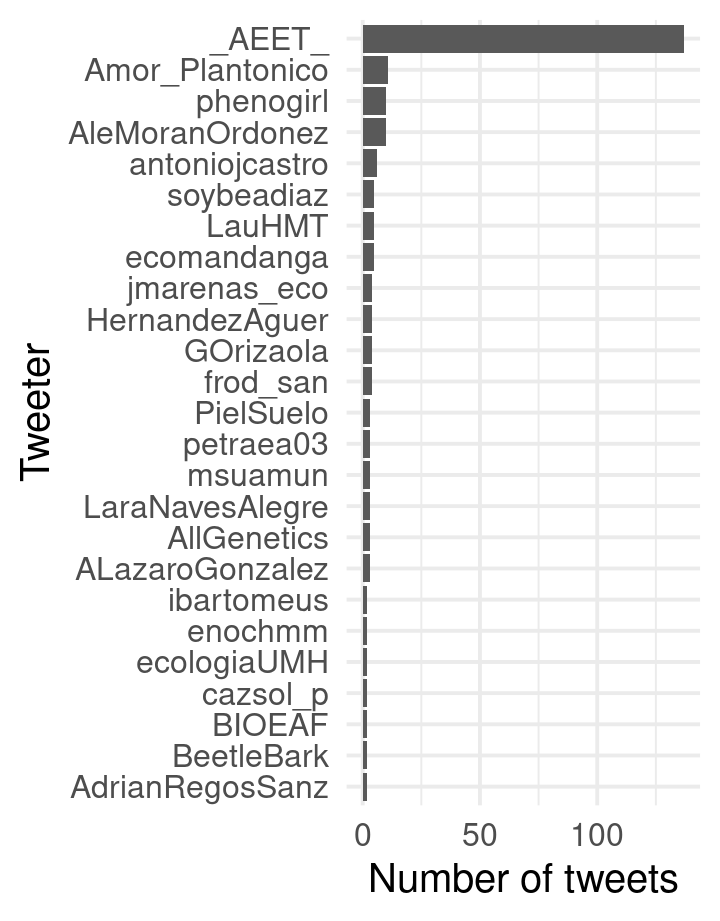 _AEET_
Amor_Plantonico
phenogirl
AleMoranOrdonez
antoniojcastro
soybeadiaz
LauHMT
ecomandanga
jmarenas_eco
HernandezAguer
GOrizaola
frod_san
PielSuelo
petraea03
msuamun
LaraNavesAlegre
AllGenetics
ALazaroGonzalez
ibartomeus
enochmm
ecologiaUMH
cazsol_p
BIOEAF
BeetleBark
AdrianRegosSanz
Tweeter
0 50 100
Number of tweets